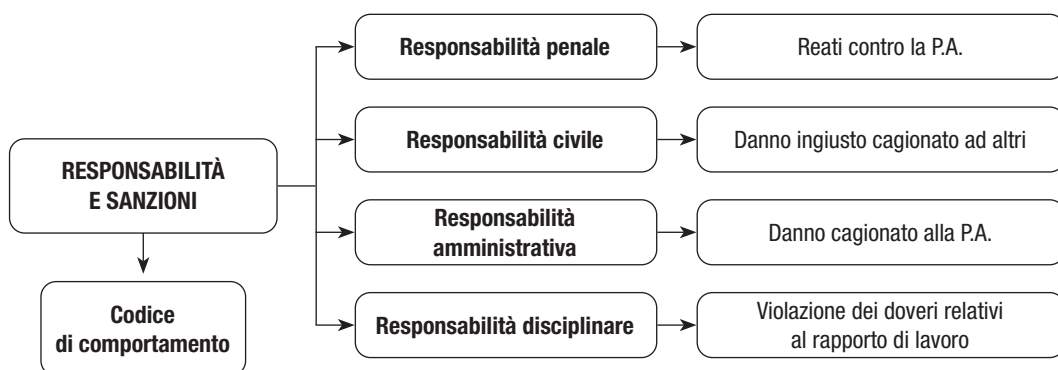 RESPONSABILITÀ
E SANZIONI
Codice
di comportamento
Responsabilità penale
Reati contro la P.A.
Responsabilità civile
Danno ingiusto cagionato ad altri
Responsabilità
amministrativa
Danno cagionato alla P.A.
Responsabilità disciplinare
Violazione dei doveri relativi
al rapporto di lavoro